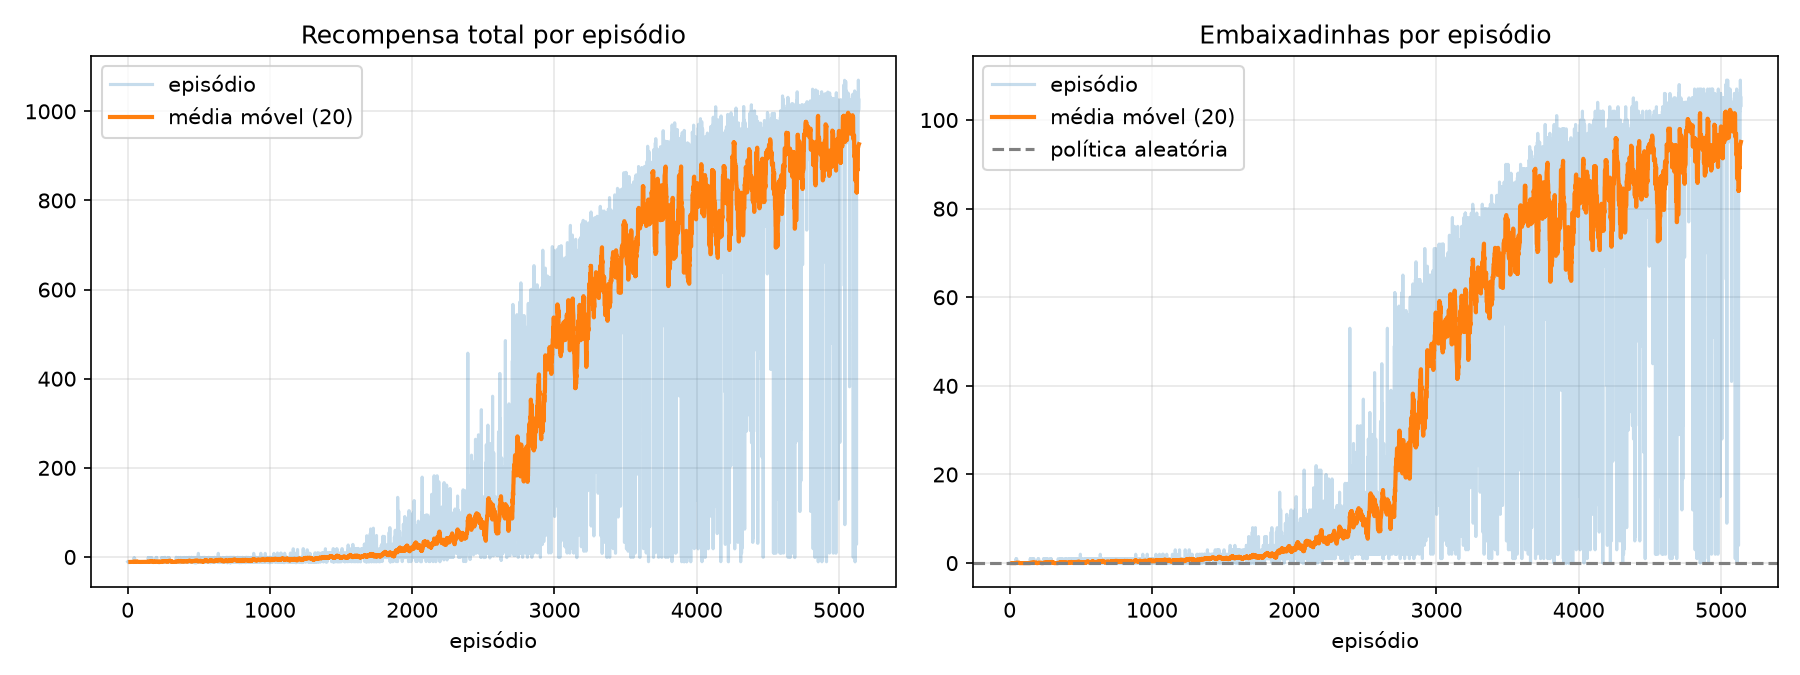 Recompensa total por episódio
episódio
média móvel (20)
1000
800
600
400
200
0
0
1000
2000
3000
4000
5000
episódio
Embaixadinhas por episódio
episódio
média móvel (20)
política aleatória
100
80
60
40
20
0
0
1000
2000
3000
4000
5000
episódio